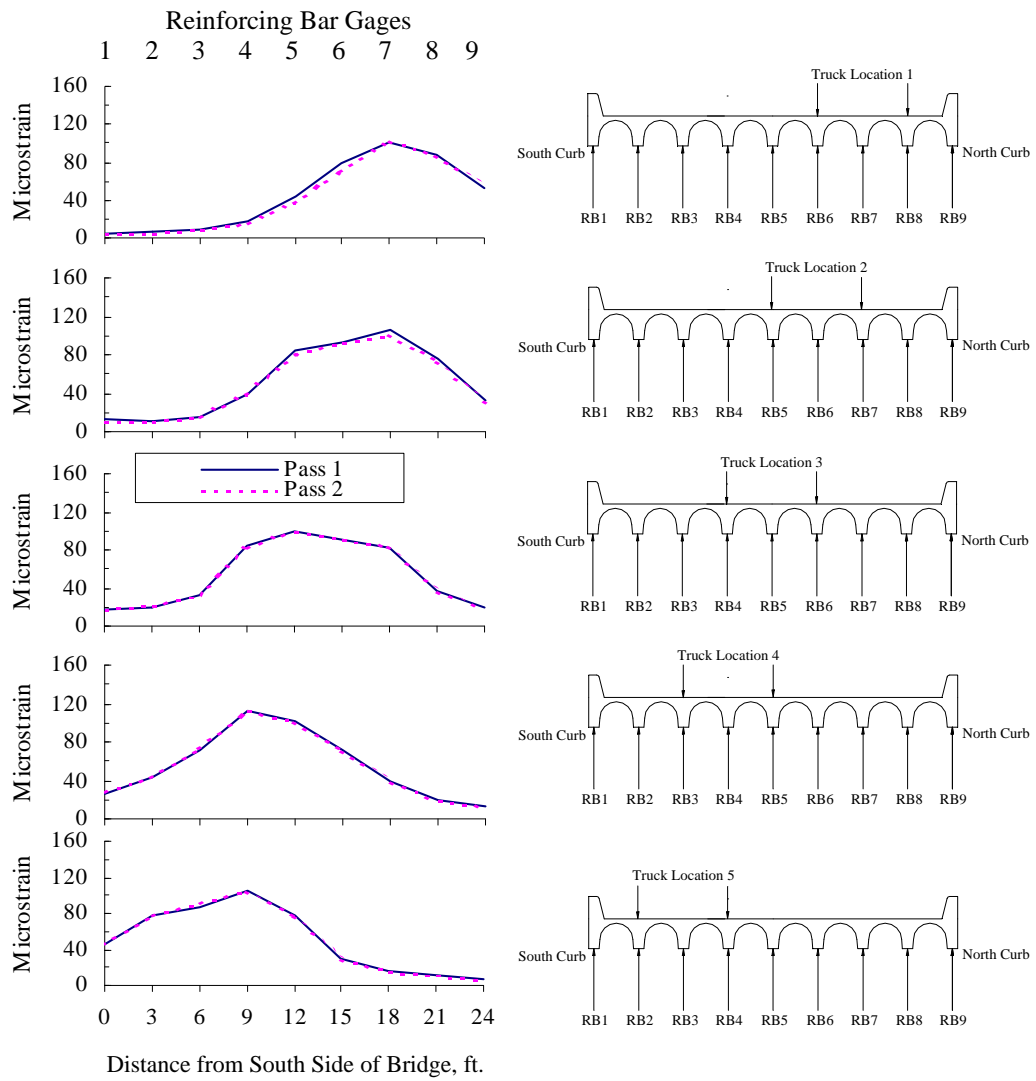 Reinforcing Bar Gages
1 2 3 4 5 6 7 8 9
Microstrain
160
120
80
40
0
Truck Location 1
South Curb
North Curb
RB1 RB2 RB3 RB4 RB5 RB6 RB7 RB8 RB9
Microstrain
160
120
80
40
0
Truck Location 2
South Curb
North Curb
RB1 RB2 RB3 RB4 RB5 RB6 RB7 RB8 RB9
Pass 1
Pass 2
Microstrain
160
120
80
40
0
Truck Location 3
South Curb
North Curb
RB1 RB2 RB3 RB4 RB5 RB6 RB7 RB8 RB9
Microstrain
160
120
80
40
0
Truck Location 4
South Curb
North Curb
RB1 RB2 RB3 RB4 RB5 RB6 RB7 RB8 RB9
Microstrain
160
120
80
40
0
0 3 6 9 12 15 18 21 24
Distance from South Side of Bridge, ft.
Truck Location 5
South Curb
North Curb
RB1 RB2 RB3 RB4 RB5 RB6 RB7 RB8 RB9